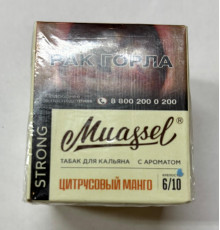 РАК ГОРЛА
8 800 200 0 200
Muassel®
STRONG
ТАБАК ДЛЯ КАЛЬЯНА С АРОМАТОМ
ЦИТРУСОВЫЙ МАНГО
6/10